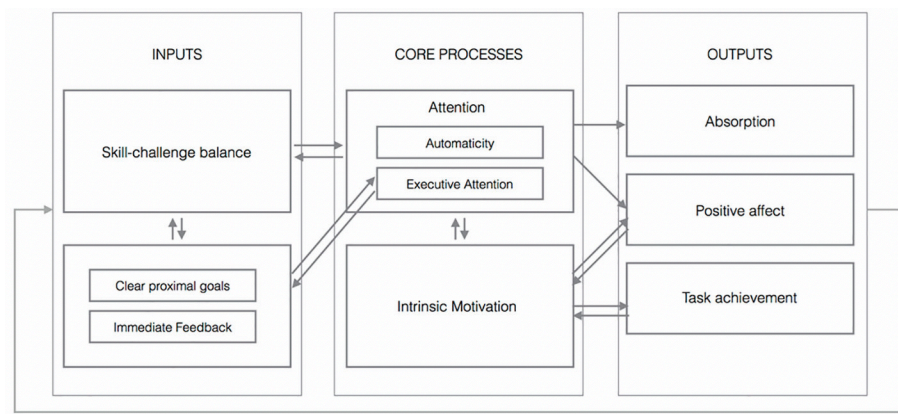 INPUTS
Skill-challenge balance
Clear proximal goals
Immediate Feedback
CORE PROCESSES
Attention
Automaticity
Executive Attention
Intrinsic Motivation
OUTPUTS
Absorption
Positive affect
Task achievement